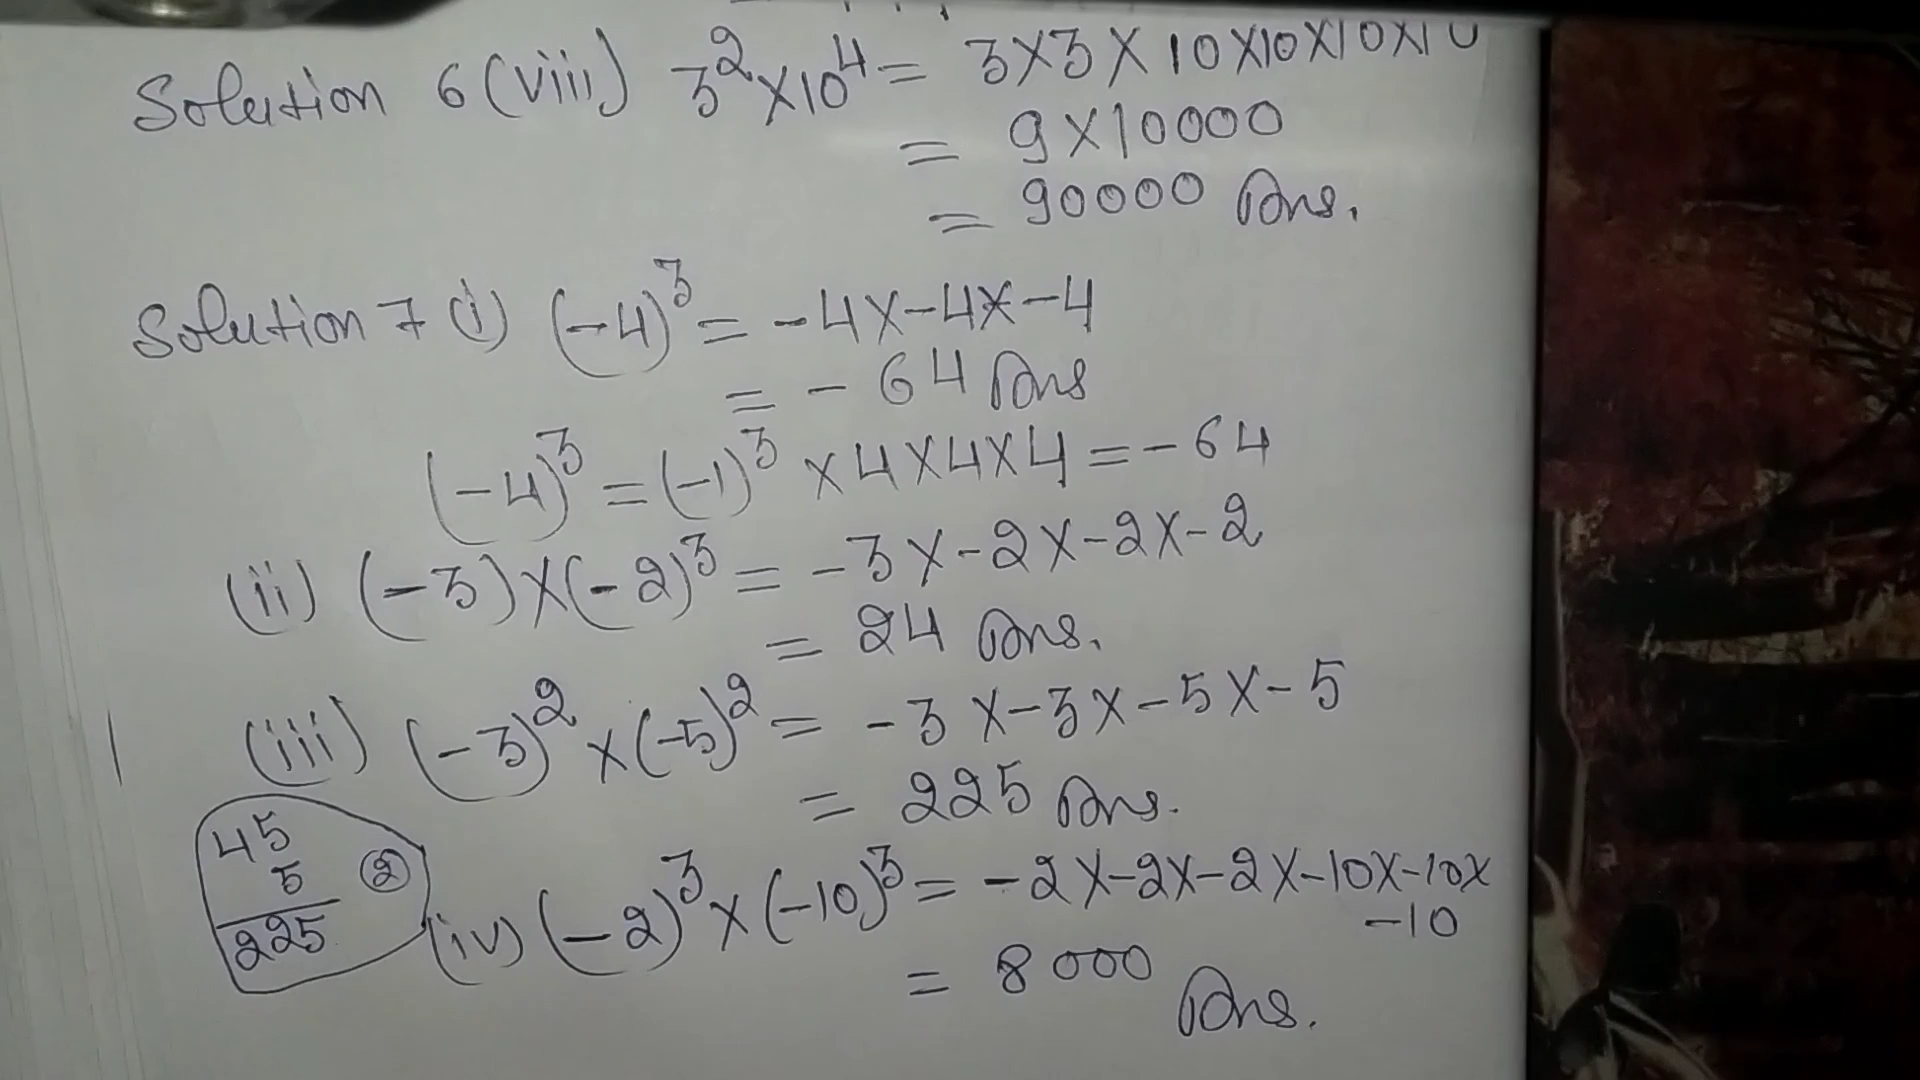 Solution 6 (viii) 3²×10⁴ = 3×3×10×10×10×10
= 9×10000
= 90000 Ans.
Solution 7 (i) (-4)³ = -4×-4×-4
= -64 Ans
(-4)³ = (-1)³ ×4×4×4 = -64
(ii) (-3)×(-2)³ = -3×-2×-2×-2
= 24 Ans.
(iii) (-3)²×(-5)² = -3×-3×-5×-5
= 225 Ans.
45
5 ②
225
(iv) (-2)³×(-10)³ = -2×-2×-2×-10×-10×
-10
= 8000
Ans.